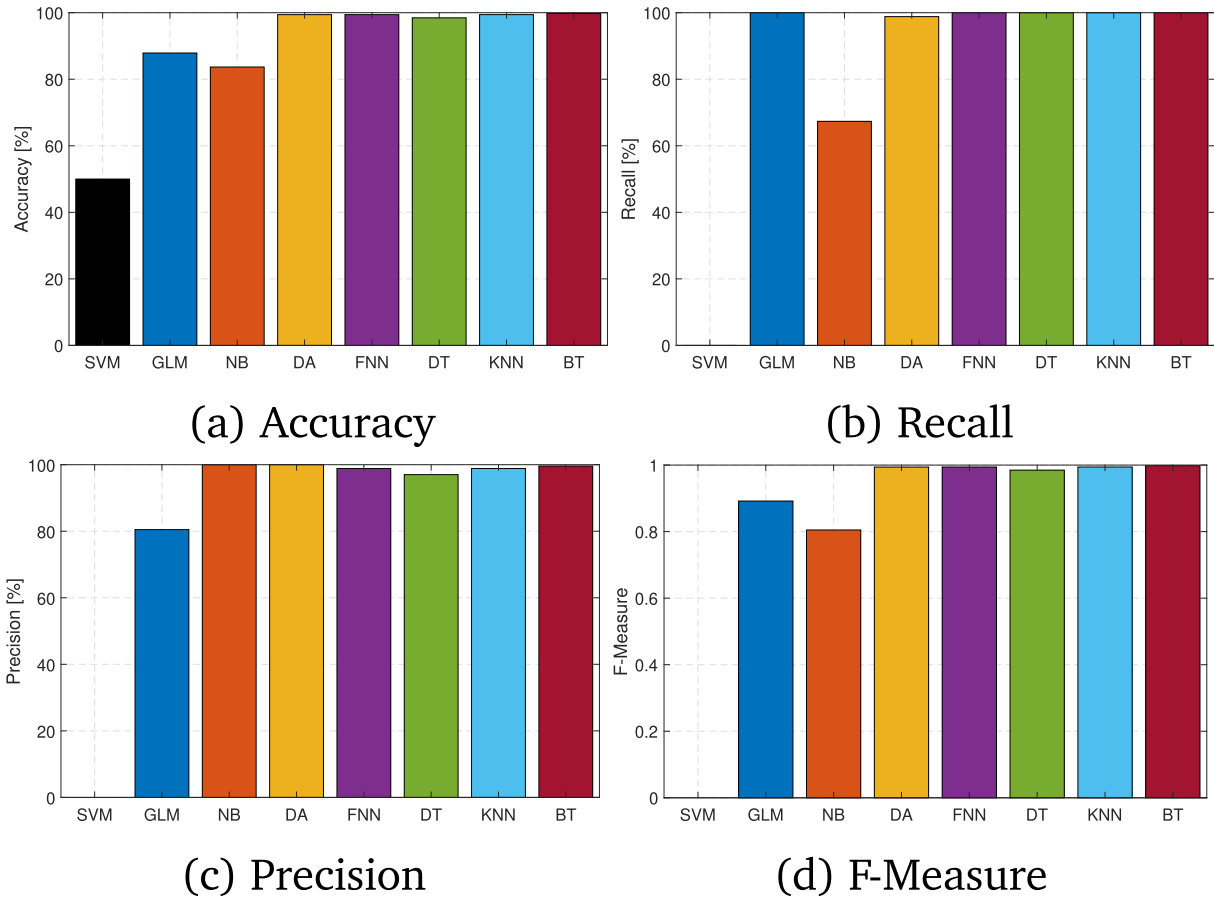 100
80
60
40
20
0
Accuracy [%]
SVM GLM NB DA FNN DT KNN BT
(a) Accuracy
100
80
60
40
20
0
Recall [%]
SVM GLM NB DA FNN DT KNN BT
(b) Recall
100
80
60
40
20
0
Precision [%]
SVM GLM NB DA FNN DT KNN BT
(c) Precision
1
0.8
0.6
0.4
0.2
0
F-Measure
SVM GLM NB DA FNN DT KNN BT
(d) F-Measure